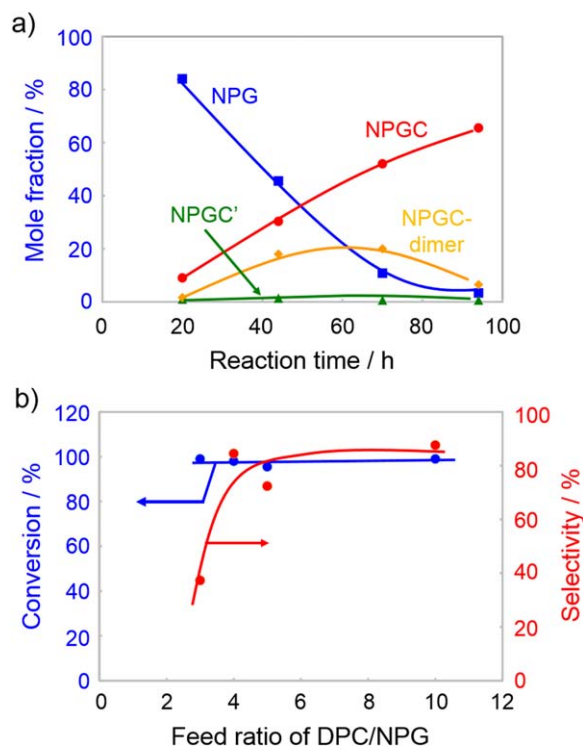 a)
100
80
60
40
20
0
Mole fraction / %
NPG
NPGC
NPGC'
NPGC-
dimer
0 20 40 60 80 100
Reaction time / h
b)
120
100
80
60
40
20
0
Conversion / %
100
80
60
40
20
0
Selectivity / %
0 2 4 6 8 10 12
Feed ratio of DPC/NPG